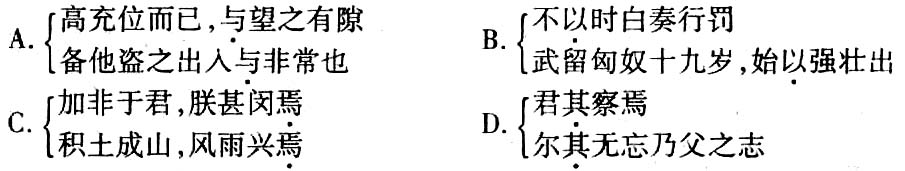 A. 高充位而已,与望之有隙
备他盗之出入与非常也
B. 不以时白奏行罚
武留匈奴十九岁,始以强壮出
C. 加非于君,朕甚闵焉
积土成山,风雨兴焉
D. 君其察焉
尔其无忘乃父之志